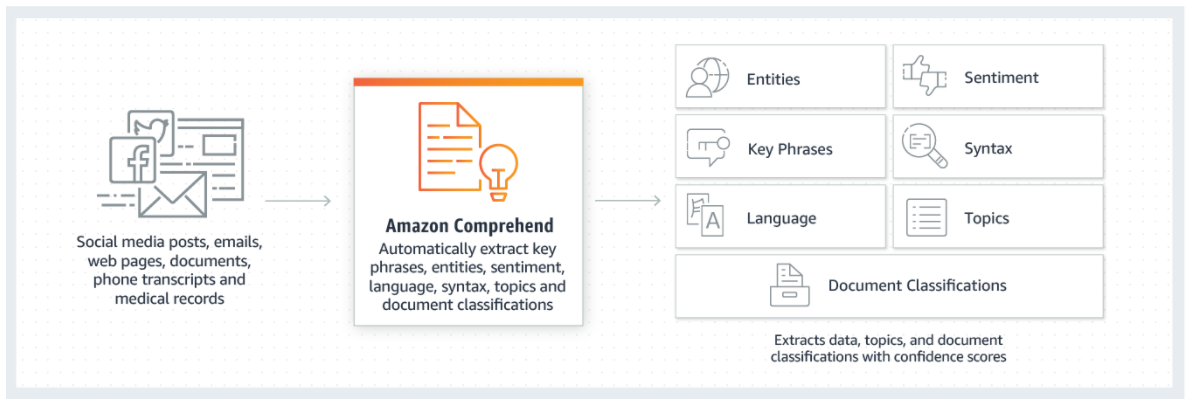 Social media posts, emails,
web pages, documents,
phone transcripts and
medical records
Amazon Comprehend
Automatically extract key
phrases, entities, sentiment,
language, syntax, topics and
document classifications
Entities
Sentiment
Key Phrases
Syntax
Language
A
Topics
Document Classifications
Extracts data, topics, and document
classifications with confidence scores